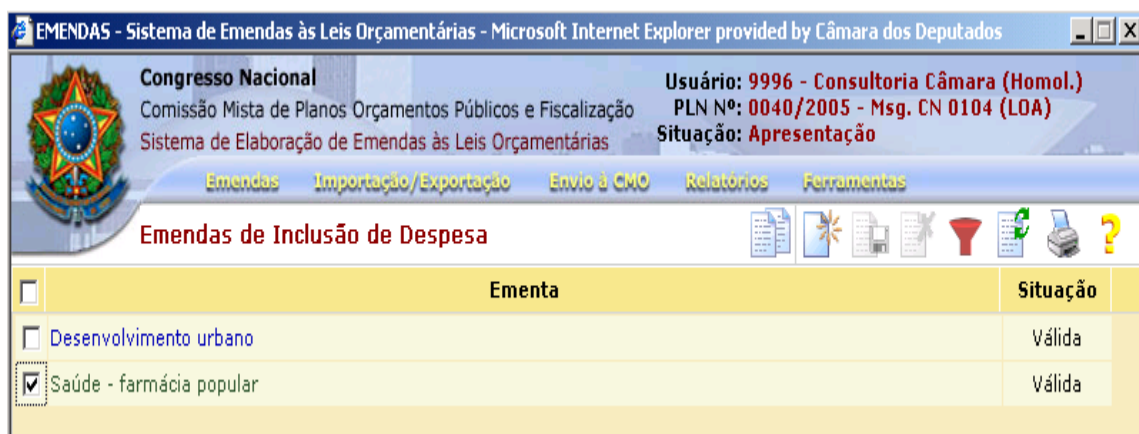 EMENDAS - Sistema de Emendas às Leis Orçamentárias - Microsoft Internet Explorer provided by Câmara dos Deputados
Congresso Nacional
Comissão Mista de Planos Orçamentos Públicos e Fiscalização
Sistema de Elaboração de Emendas às Leis Orçamentárias
Usuário: 9996 - Consultoria Câmara (Homol.)
PLN Nº: 0040/2005 - Msg. CN 0104 (LOA)
Situação: Apresentação
Emendas Importação/Exportação Envio à CMO Relatórios Ferramentas
Emendas de Inclusão de Despesa
Ementa Situação
Desenvolvimento urbano Válida
Saúde - farmácia popular Válida